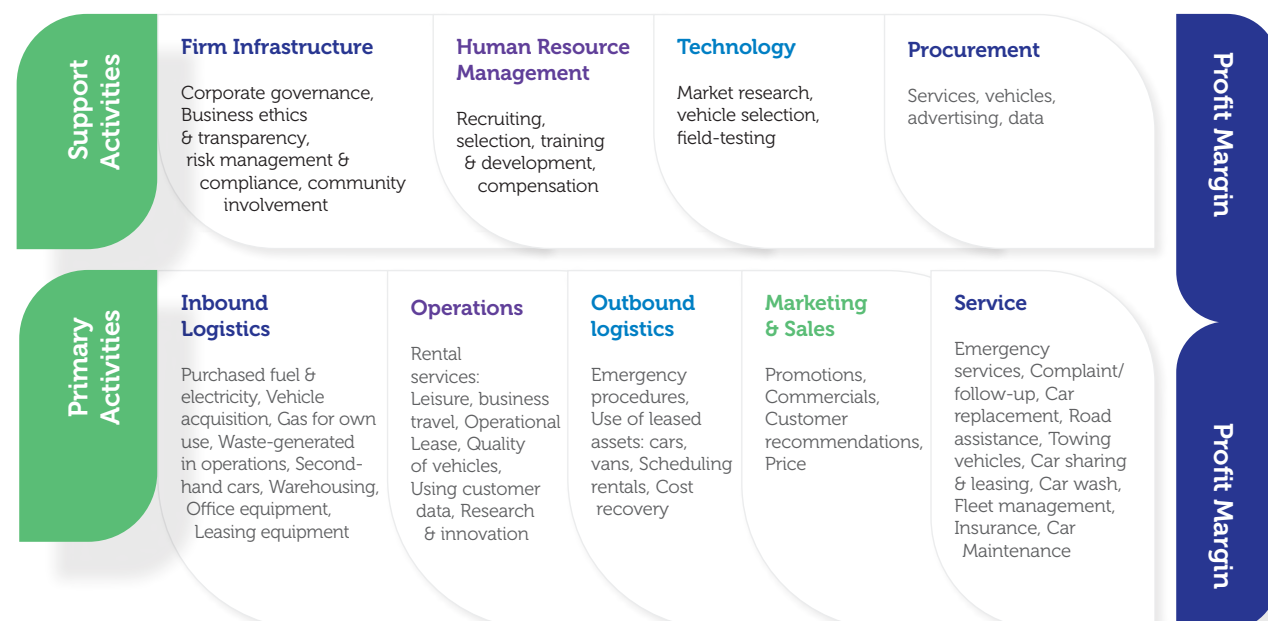 Support
Activities
Firm Infrastructure
Corporate governance,
Business ethics
& transparency,
risk management &
compliance, community
involvement
Human Resource
Management
Recruiting,
selection, training
& development,
compensation
Technology
Market research,
vehicle selection,
field-testing
Procurement
Services, vehicles,
advertising, data
Profit Margin
Primary
Activities
Inbound
Logistics
Purchased fuel &
electricity, Vehicle
acquisition, Gas for own
use, Waste-generated
in operations, Second-
hand cars, Warehousing,
Office equipment,
Leasing equipment
Operations
Rental
services:
Leisure, business
travel, Operational
Lease, Quality
of vehicles,
Using customer
data, Research
& innovation
Outbound
logistics
Emergency
procedures,
Use of leased
assets: cars,
vans, Scheduling
rentals, Cost
recovery
Marketing
& Sales
Promotions,
Commercials,
Customer
recommendations,
Price
Service
Emergency
services, Complaint/
follow-up, Car
replacement, Road
assistance, Towing
vehicles, Car sharing
& leasing, Car wash,
Fleet management,
Insurance, Car
Maintenance
Profit Margin